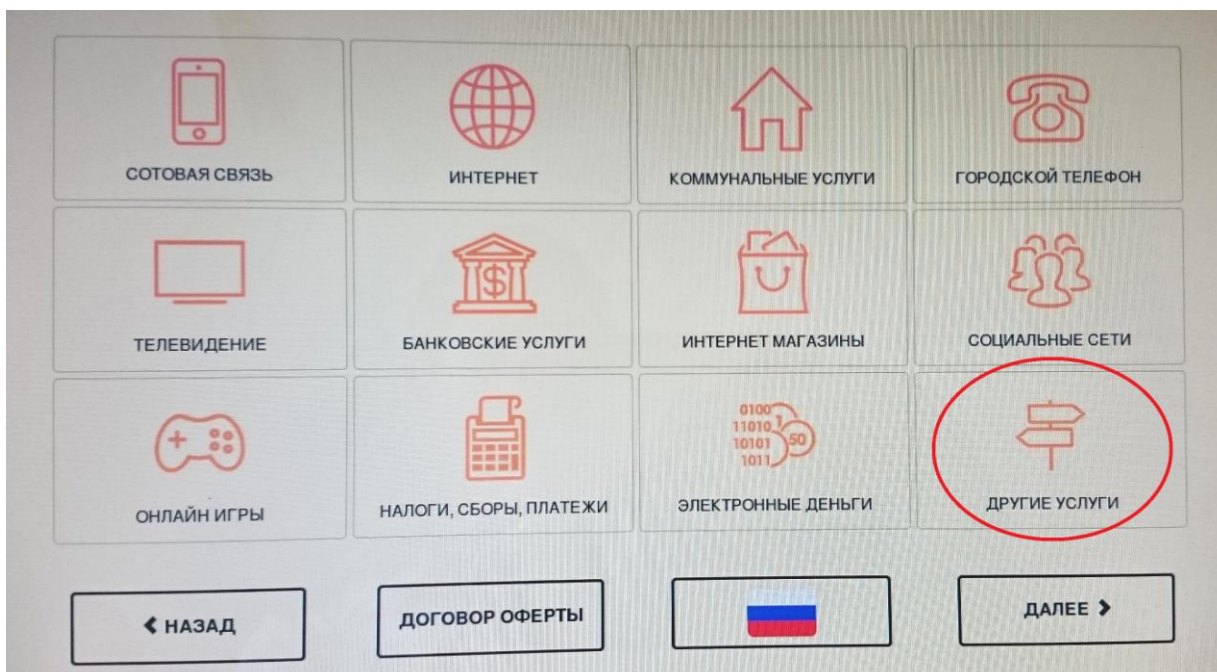 СОТОВАЯ СВЯЗЬ
ИНТЕРНЕТ
КОММУНАЛЬНЫЕ УСЛУГИ
ГОРОДСКОЙ ТЕЛЕФОН
ТЕЛЕВИДЕНИЕ
$
БАНКОВСКИЕ УСЛУГИ
ИНТЕРНЕТ МАГАЗИНЫ
СОЦИАЛЬНЫЕ СЕТИ
ОНЛАЙН ИГРЫ
НАЛОГИ, СБОРЫ, ПЛАТЕЖИ
0100
11010 1
10101 50
1011
ЭЛЕКТРОННЫЕ ДЕНЬГИ
ДРУГИЕ УСЛУГИ
НАЗАД
ДОГОВОР ОФЕРТЫ
ДАЛЕЕ